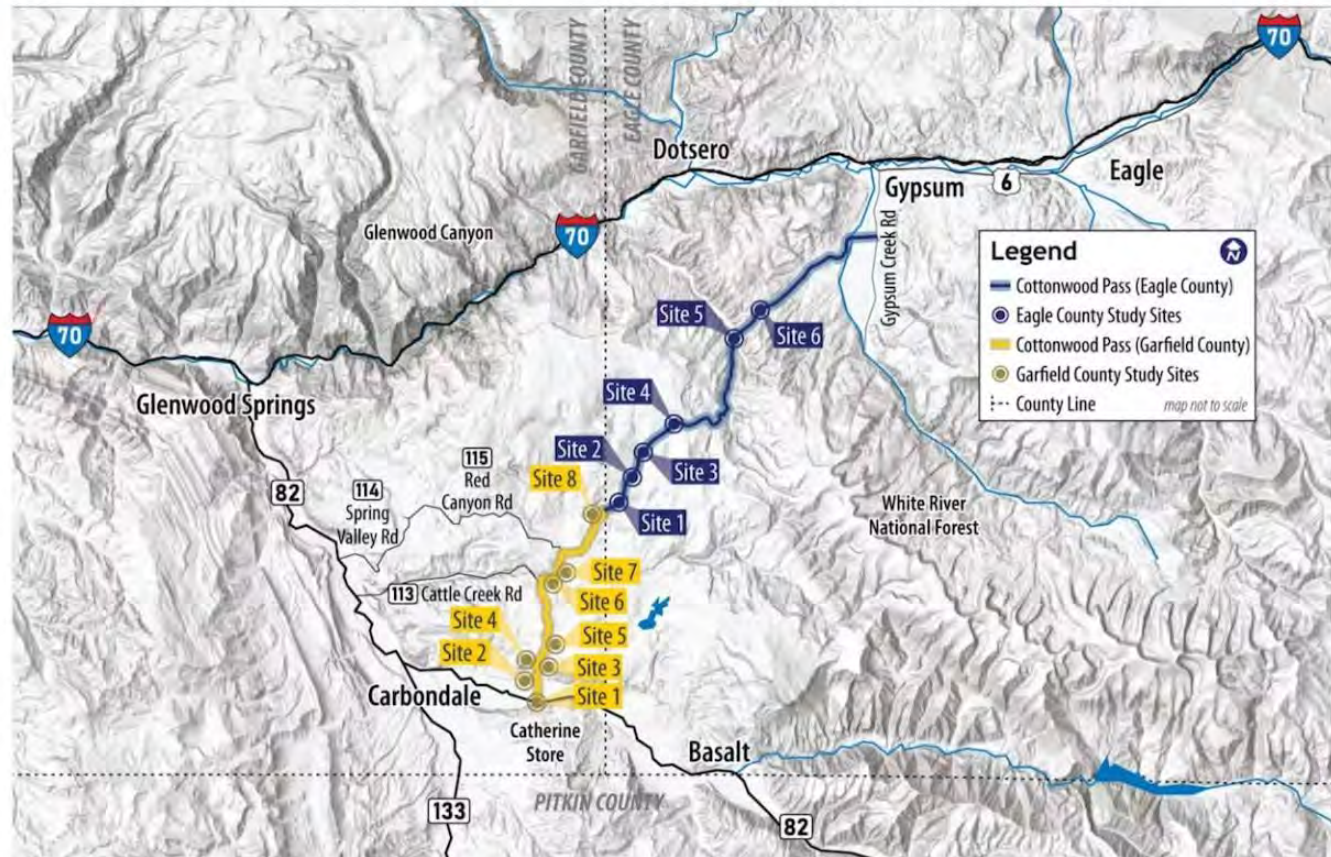 GARFIELD COUNTY
EAGLE COUNTY
70
Dotsero
Eagle
Gypsum
6
Glenwood Canyon
70
Gypsum Creek Rd
Legend
N
Cottonwood Pass (Eagle County)
Eagle County Study Sites
Cottonwood Pass (Garfield County)
Garfield County Study Sites
County Line
map not to scale
70
Site 5
Site 6
Glenwood Springs
Site 4
Site 2
Site 3
115
Red
Canyon Rd
Site 8
82
114
Spring
Valley Rd
Site 1
White River
National Forest
Site 7
113 Cattle Creek Rd
Site 6
Site 4
Site 5
Site 2
Site 3
Carbondale
Site 1
Catherine
Store
Basalt
PITKIN COUNTY
133
82